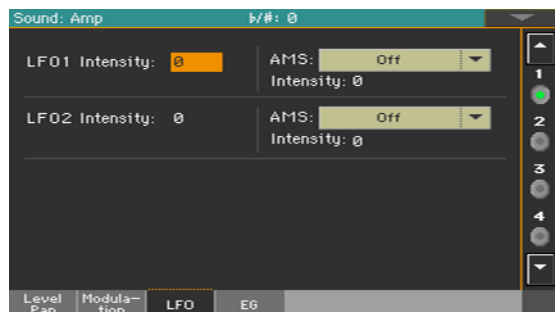 Sound: Amp b/#: 0
LFO1 Intensity: 0 AMS: Off
Intensity: 0
1
LFO2 Intensity: 0 AMS: Off
Intensity: 0
2
3
4
Level Pan Modula-tion LFO EG